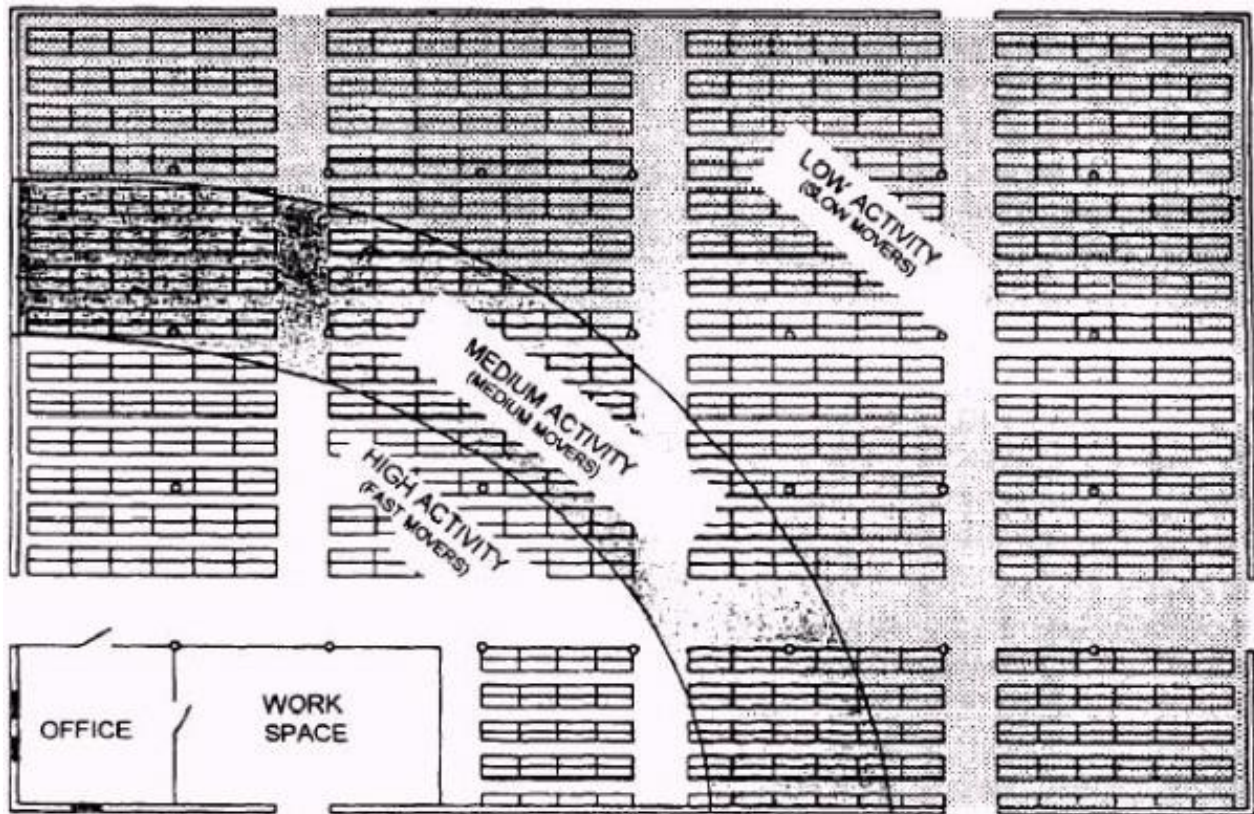 LOW ACTIVITY
(SLOW MOVERS)
MEDIUM ACTIVITY
(MEDIUM MOVERS)
HIGH ACTIVITY
(FAST MOVERS)
OFFICE
WORK
SPACE